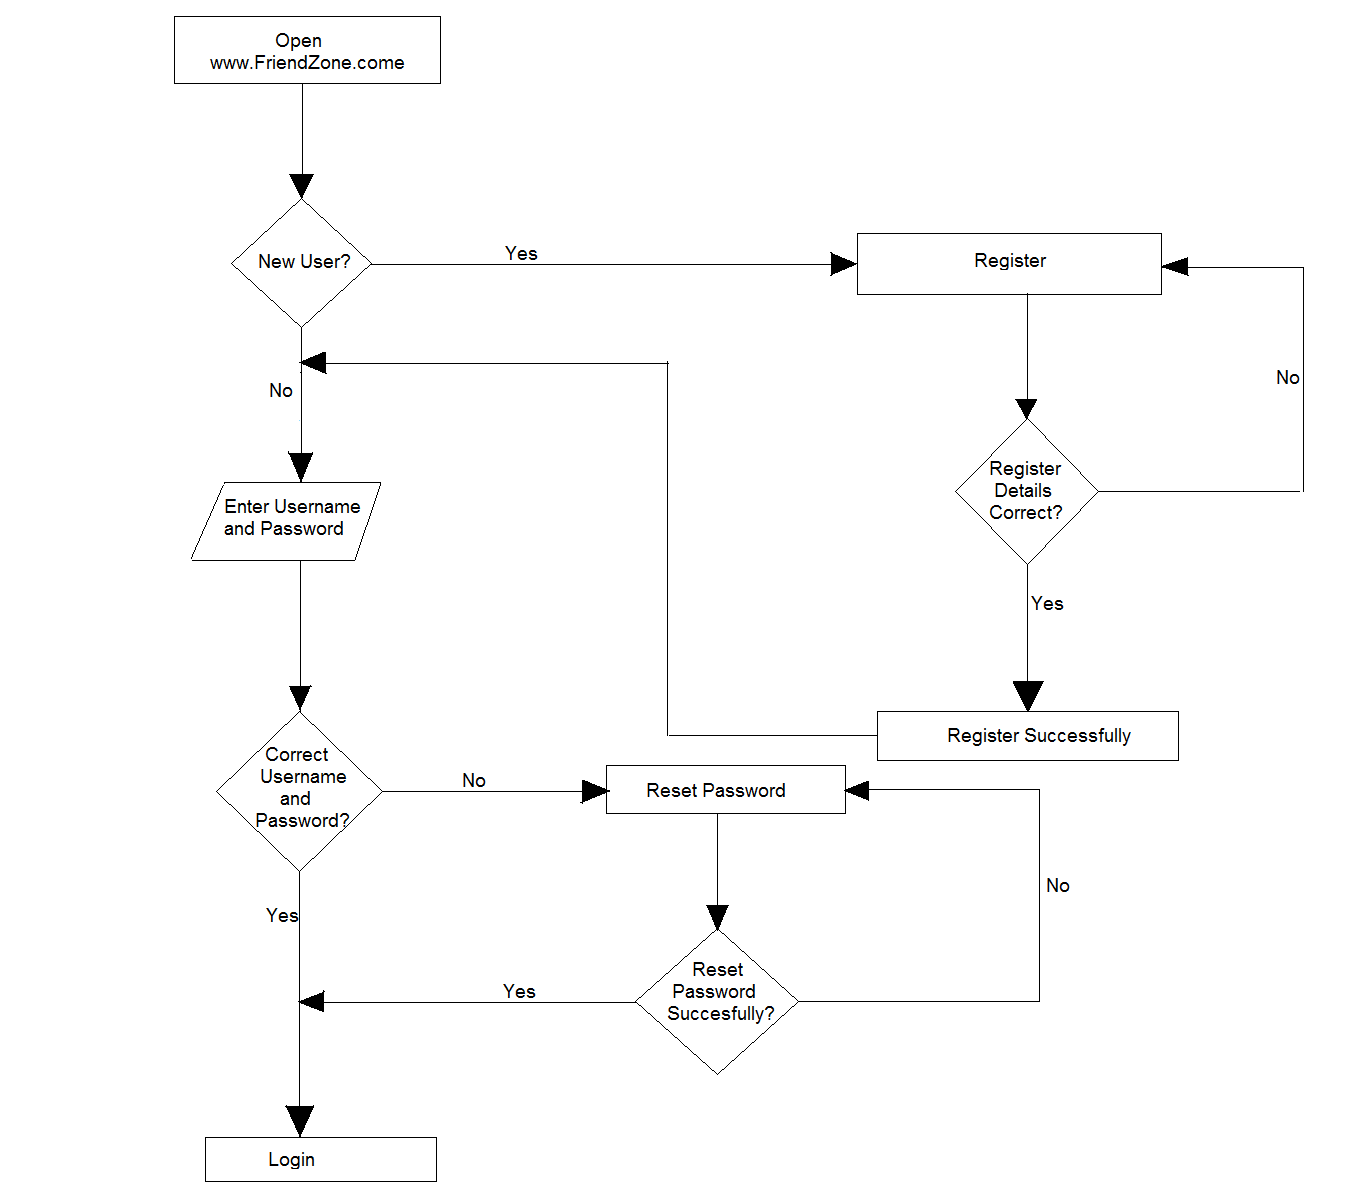 Open
www.FriendZone.come
New User?
Yes
Register
No
No
Register
Details
Correct?
Enter Username
and Password
Yes
Register Successfully
Correct
Username
and
Password?
No
Reset Password
No
Yes
Reset
Password
Succesfully?
Yes
Login